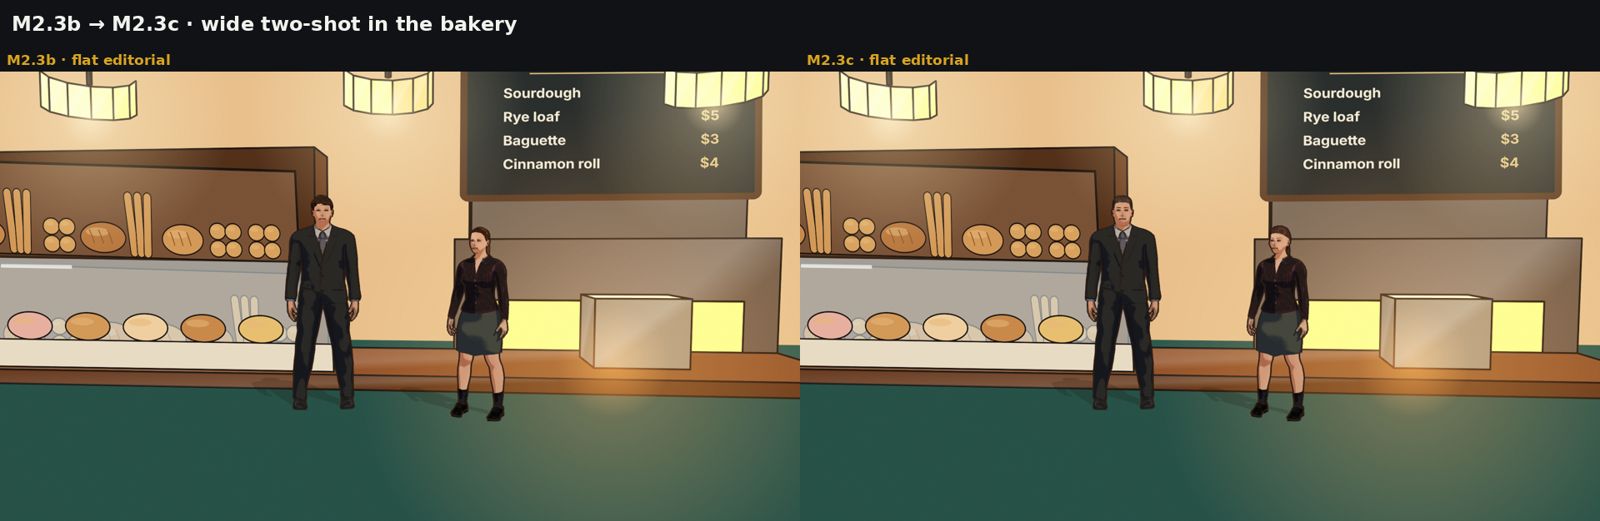 M2.3b → M2.3c · wide two-shot in the bakery
M2.3b · flat editorial
M2.3c · flat editorial
Sourdough
Rye loaf $5
Baguette $3
Cinnamon roll $4
Sourdough
Rye loaf $5
Baguette $3
Cinnamon roll $4